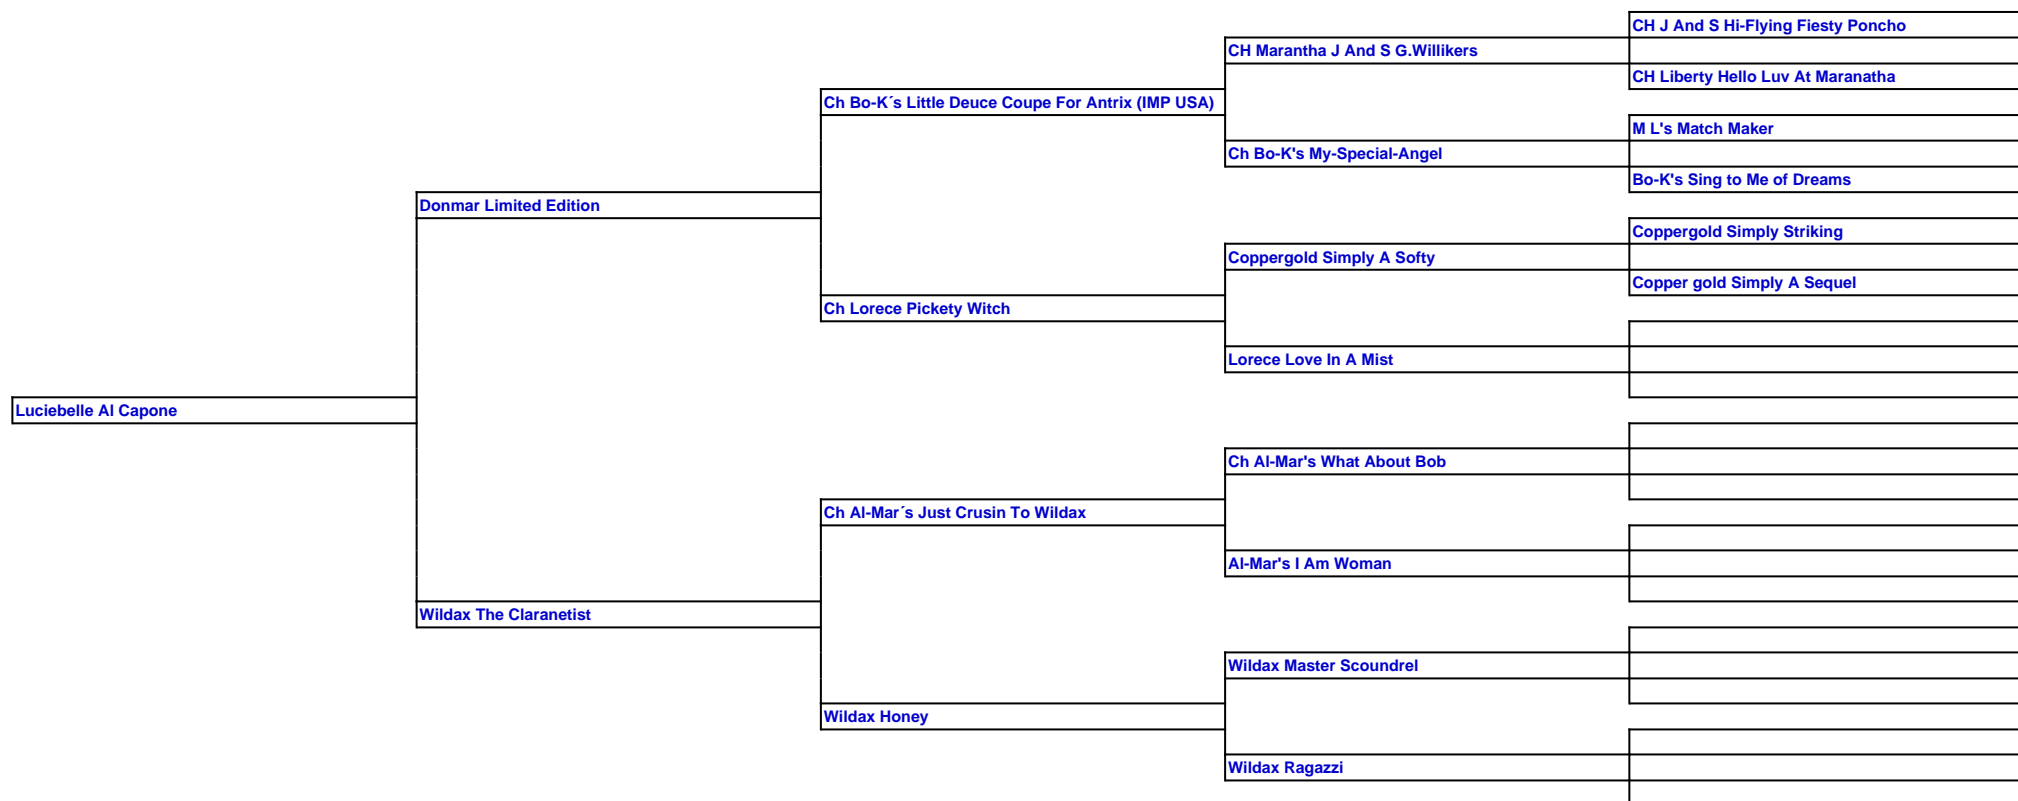 CH J And S Hi-Flying Fiesty Poncho
CH Marantha J And S G.Willikers
CH Liberty Hello Luv At Maranatha
Ch Bo-K´s Little Deuce Coupe For Antrix (IMP USA)
M L's Match Maker
Ch Bo-K's My-Special-Angel
Bo-K's Sing to Me of Dreams
Donmar Limited Edition
Coppergold Simply Striking
Coppergold Simply A Softy
Copper gold Simply A Sequel
Ch Lorece Pickety Witch
Lorece Love In A Mist
Luciebelle Al Capone
Ch Al-Mar's What About Bob
Ch Al-Mar´s Just Crusin To Wildax
Al-Mar's I Am Woman
Wildax The Claranetist
Wildax Master Scoundrel
Wildax Honey
Wildax Ragazzi